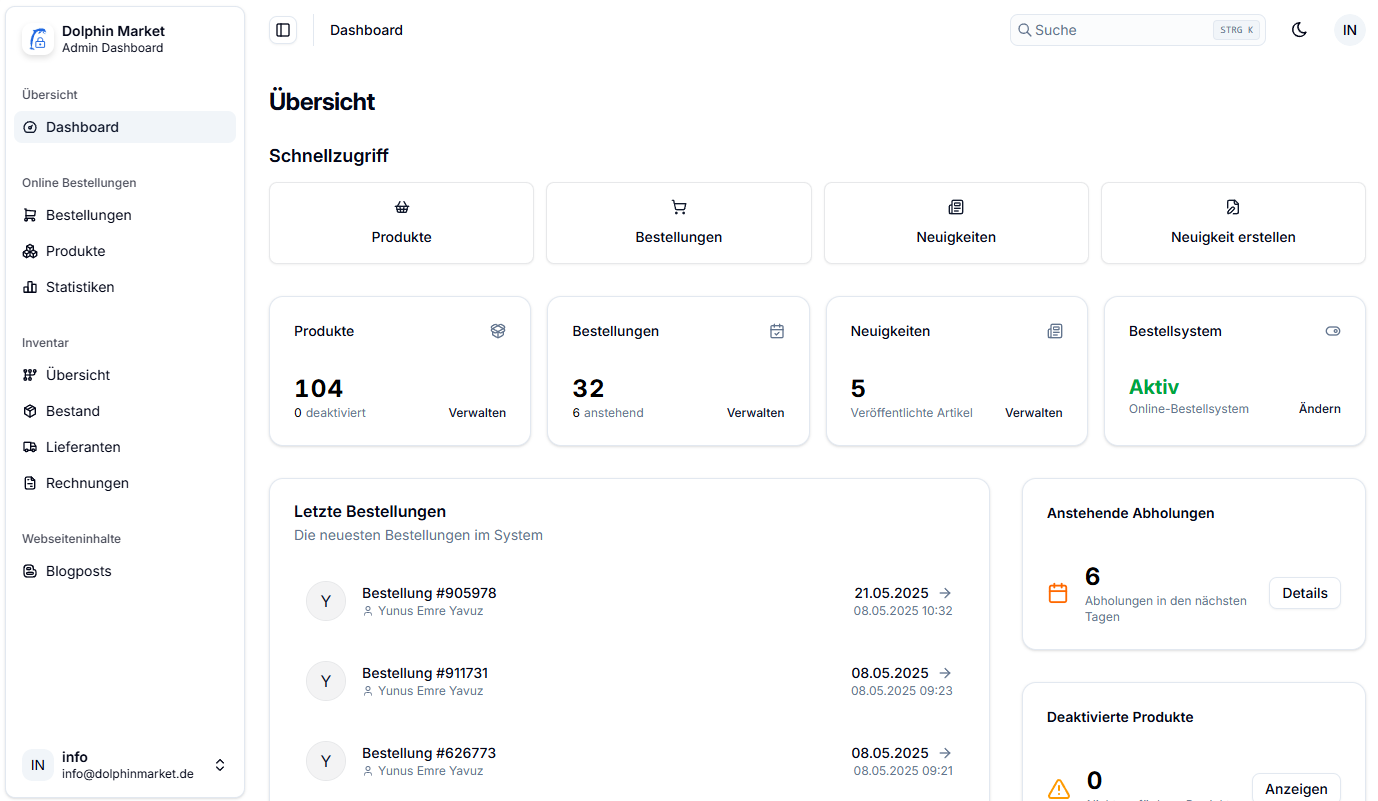 Dolphin Market
Admin Dashboard
Übersicht
Dashboard
Online Bestellungen
Bestellungen
Produkte
Statistiken
Inventar
Übersicht
Bestand
Lieferanten
Rechnungen
Webseiteninhalte
Blogposts
IN
info
info@dolphinmarket.de
Dashboard
Suche
STRG K
IN
Übersicht
Schnellzugriff
Produkte
Bestellungen
Neuigkeiten
Neuigkeit erstellen
Produkte
104
0 deaktiviert
Verwalten
Bestellungen
32
6 anstehend
Verwalten
Neuigkeiten
5
Veröffentlichte Artikel
Verwalten
Bestellsystem
Aktiv
Online-Bestellsystem
Ändern
Letzte Bestellungen
Die neuesten Bestellungen im System
Y
Bestellung #905978
Yunus Emre Yavuz
21.05.2025
08.05.2025 10:32
Y
Bestellung #911731
Yunus Emre Yavuz
08.05.2025
08.05.2025 09:23
Y
Bestellung #626773
Yunus Emre Yavuz
08.05.2025
08.05.2025 09:21
Anstehende Abholungen
6
Abholungen in den nächsten
Tagen
Details
Deaktivierte Produkte
0
Anzeigen